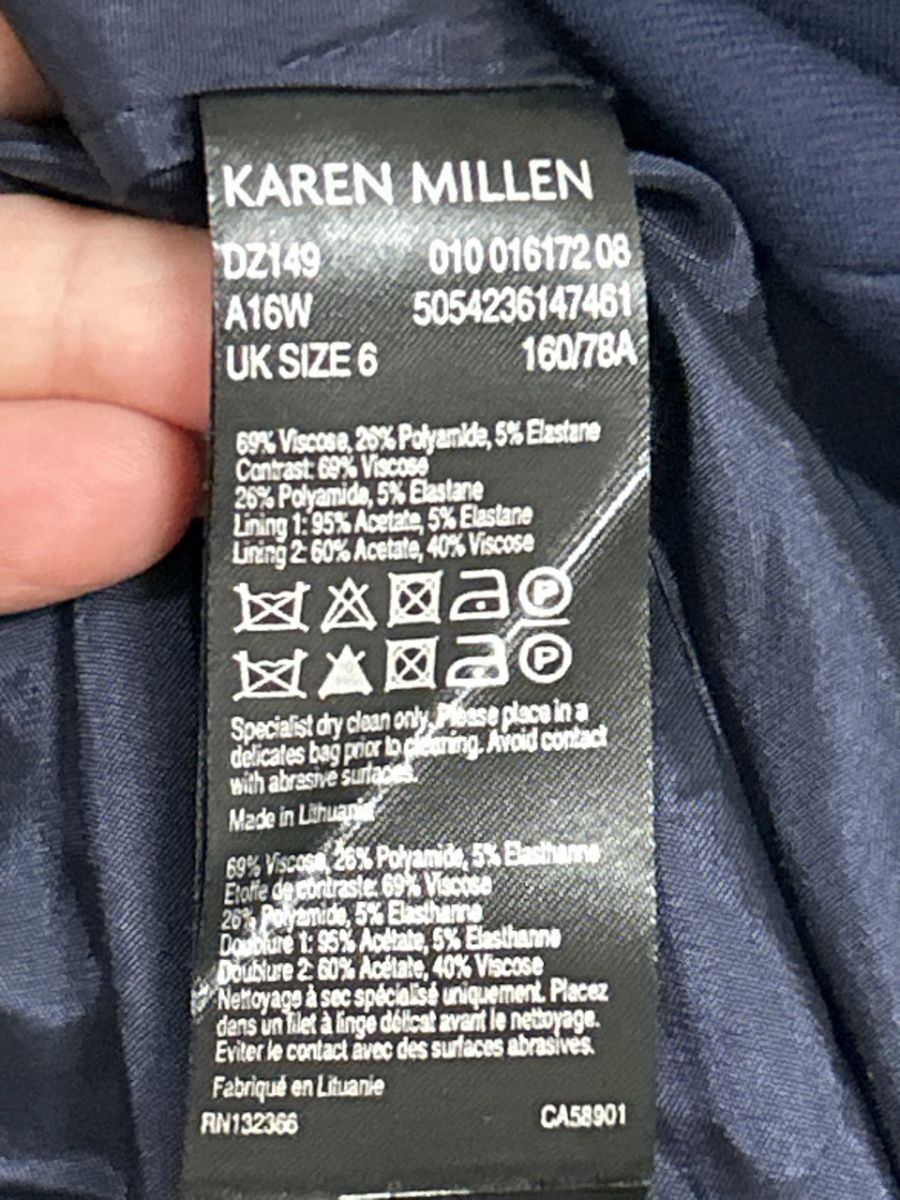 KAREN MILLEN
DZ149 010 016172 08
A16W 5054236147461
UK SIZE 6 160/78A
69% Viscose, 26% Polyamide, 5% Elastane
Contrast: 69% Viscose
26% Polyamide, 5% Elastane
Lining 1: 95% Acetate, 5% Elastane
Lining 2: 60% Acetate, 40% Viscose
P
P
Specialist dry clean only. Please place in a
delicates bag prior to cleaning. Avoid contact
with abrasive surfaces.
Made in Lithuania
69% Viscose, 26% Polyamide, 5% Elasthanne
Etoffe de contraste: 69% Viscose
26% Polyamide, 5% Elasthanne
Doublure 1: 95% Acétate, 5% Elasthanne
Doublure 2: 60% Acétate, 40% Viscose
Nettoyage à sec spécialisé uniquement. Placez
dans un filet à linge délicat avant le nettoyage.
Eviter le contact avec des surfaces abrasives.
Fabriqué en Lituanie
RN132366 CA58901